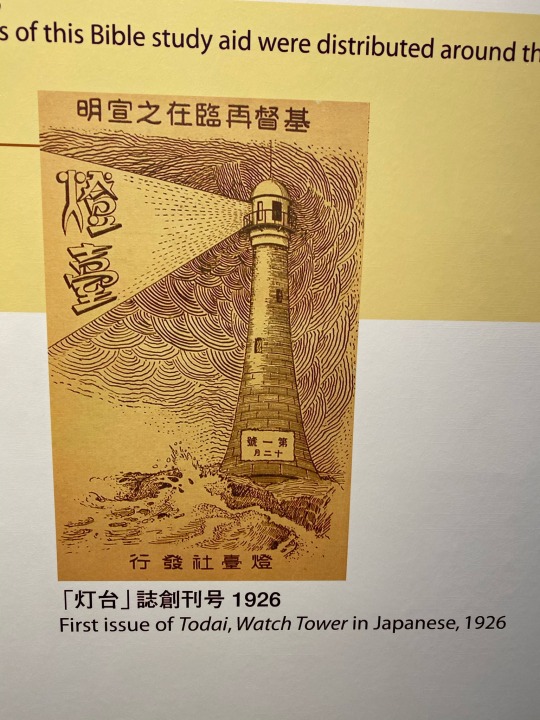 s of this Bible study aid were distributed around th
基督再臨在之宣明
燈臺
第一號
十二月
燈臺社發行
「灯台」誌創刊号 1926
First issue of Todai, Watch Tower in Japanese, 1926